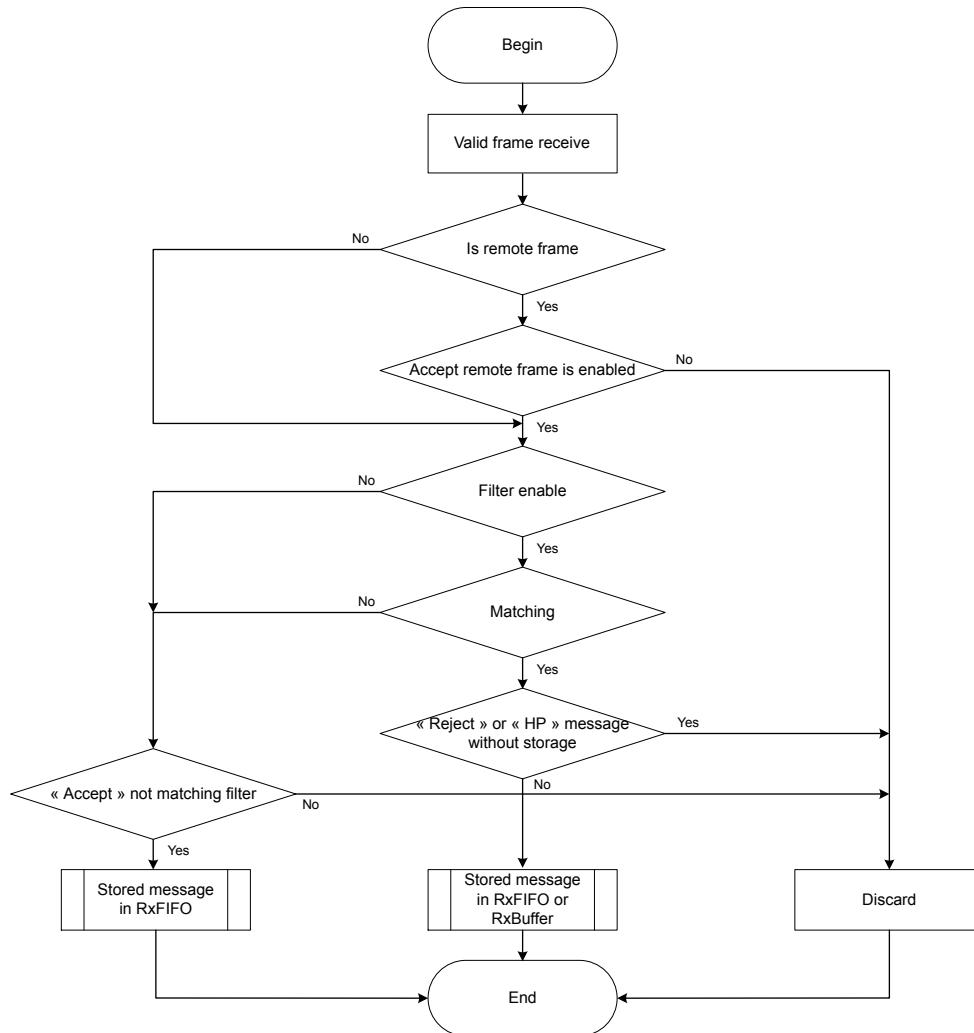 Begin
Valid frame receive
No
Is remote frame
Yes
Accept remote frame is enabled
No
Yes
No
Filter enable
Yes
No
Matching
Yes
« Reject » or « HP » message
without storage
Yes
« Accept » not matching filter
No
No
Yes
Stored message
in RxFIFO
Stored message
in RxFIFO or
RxBuffer
Discard
End